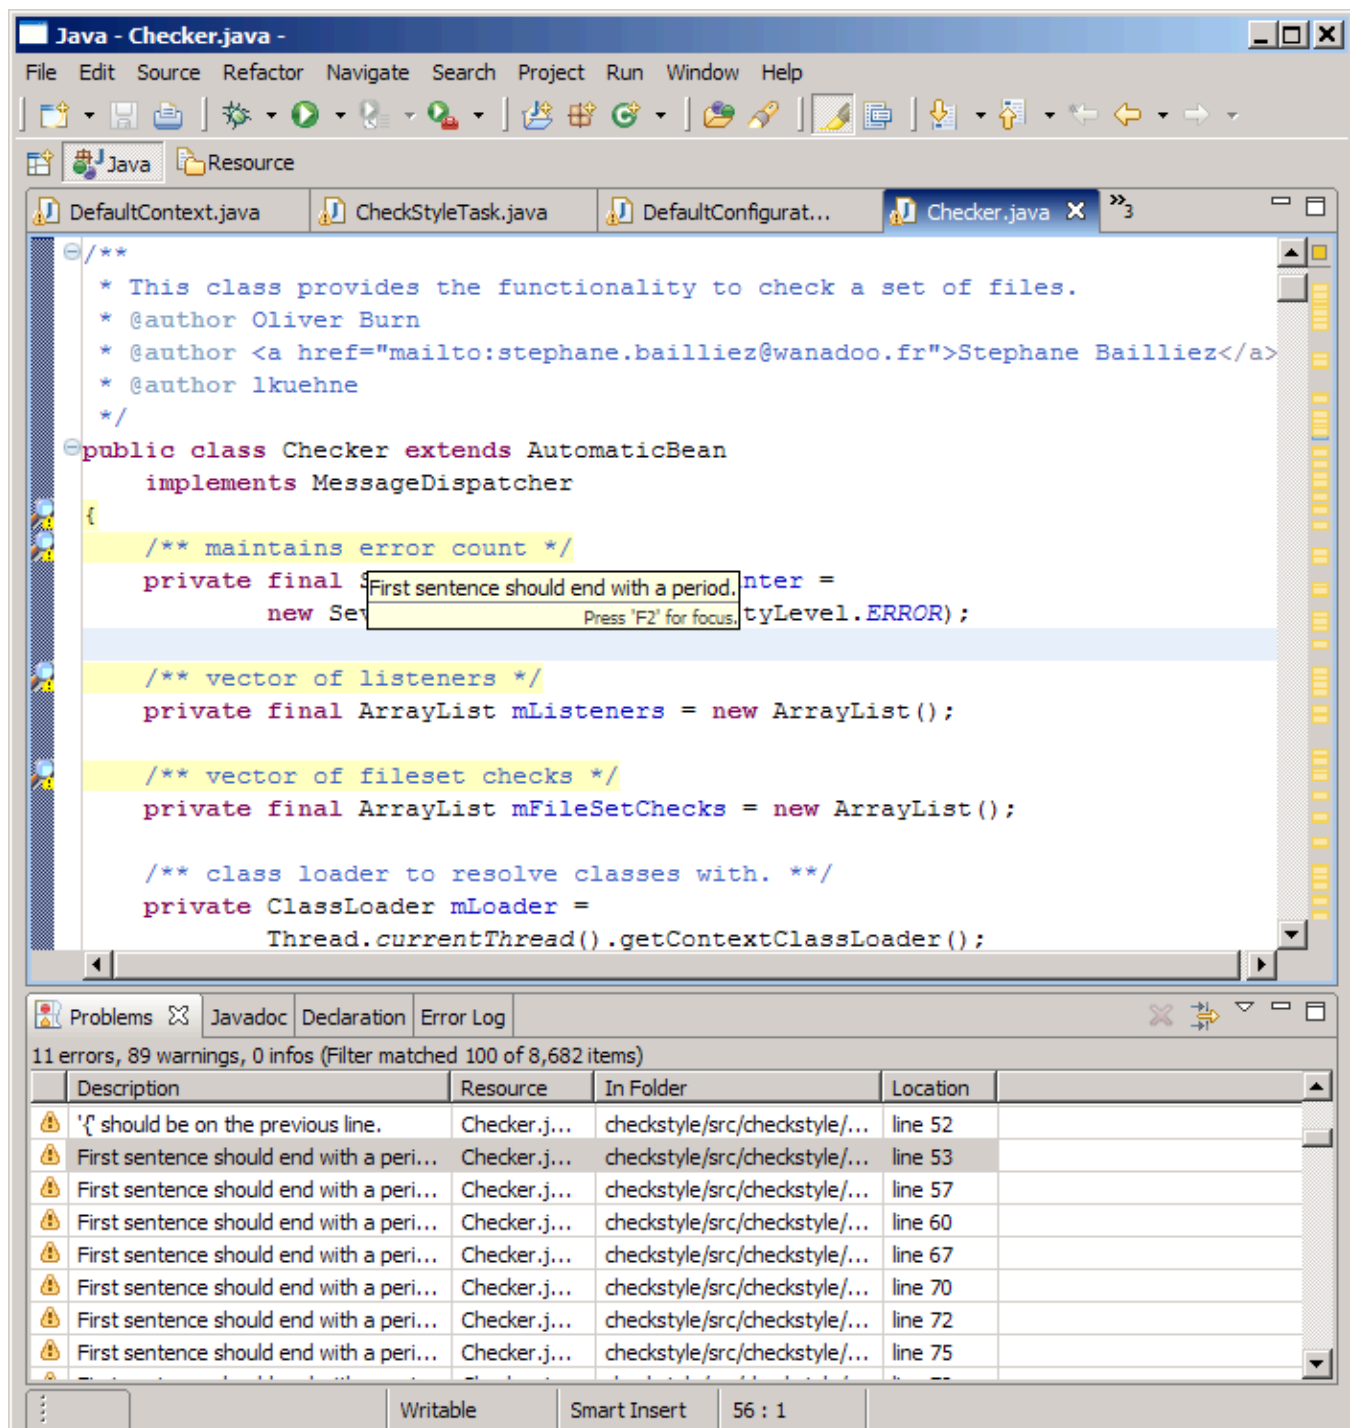 Java - Checker.java -
File Edit Source Refactor Navigate Search Project Run Window Help
Java Resource
DefaultContext.java CheckStyleTask.java DefaultConfigurat... Checker.java »3
/**
* This class provides the functionality to check a set of files.
* @author Oliver Burn
* @author <a href="mailto:stephane.bailliez@wanadoo.fr">Stephane Bailliez</a>
* @author lkuehne
*/
public class Checker extends AutomaticBean
implements MessageDispatcher
{
/** maintains error count */
private final S nter =
First sentence should end with a period.
new Sev tyLevel.ERROR);
Press 'F2' for focus.
/** vector of listeners */
private final ArrayList mListeners = new ArrayList();
/** vector of fileset checks */
private final ArrayList mFileSetChecks = new ArrayList();
/** class loader to resolve classes with. **/
private ClassLoader mLoader =
Thread.currentThread().getContextClassLoader();
Problems Javadoc Declaration Error Log
11 errors, 89 warnings, 0 infos (Filter matched 100 of 8,682 items)
Description Resource In Folder Location
'{' should be on the previous line. Checker.j... checkstyle/src/checkstyle/... line 52
First sentence should end with a peri... Checker.j... checkstyle/src/checkstyle/... line 53
First sentence should end with a peri... Checker.j... checkstyle/src/checkstyle/... line 57
First sentence should end with a peri... Checker.j... checkstyle/src/checkstyle/... line 60
First sentence should end with a peri... Checker.j... checkstyle/src/checkstyle/... line 67
First sentence should end with a peri... Checker.j... checkstyle/src/checkstyle/... line 70
First sentence should end with a peri... Checker.j... checkstyle/src/checkstyle/... line 72
First sentence should end with a peri... Checker.j... checkstyle/src/checkstyle/... line 75
Writable Smart Insert 56 : 1